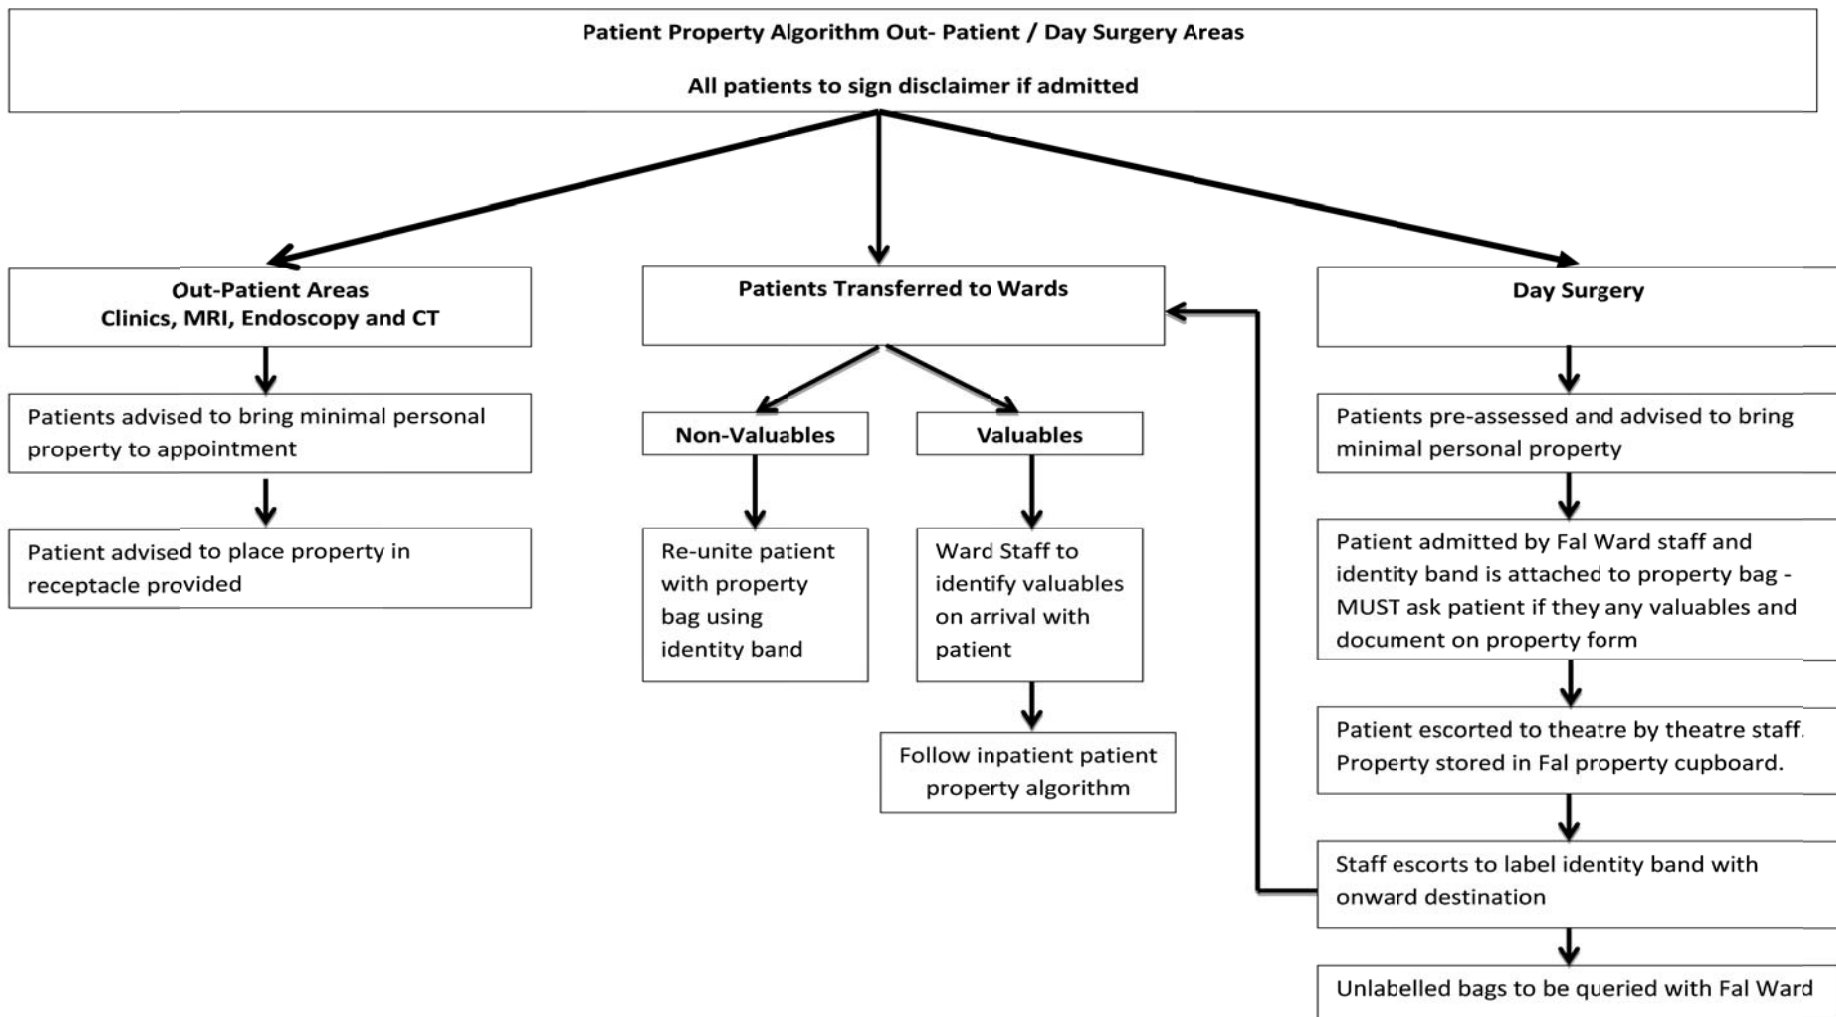 Patient Property Algorithm Out- Patient / Day Surgery Areas
All patients to sign disclaimer if admitted
Out-Patient Areas
Clinics, MRI, Endoscopy and CT
Patients advised to bring minimal personal
property to appointment
Patient advised to place property in
receptacle provided
Patients Transferred to Wards
Non-Valuables
Re-unite patient
with property
bag using
identity band
Valuables
Ward Staff to
identify valuables
on arrival with
patient
Follow inpatient patient
property algorithm
Day Surgery
Patients pre-assessed and advised to bring
minimal personal property
Patient admitted by Fal Ward staff and
identity band is attached to property bag -
MUST ask patient if they any valuables and
document on property form
Patient escorted to theatre by theatre staff.
Property stored in Fal property cupboard.
Staff escorts to label identity band with
onward destination
Unlabelled bags to be queried with Fal Ward